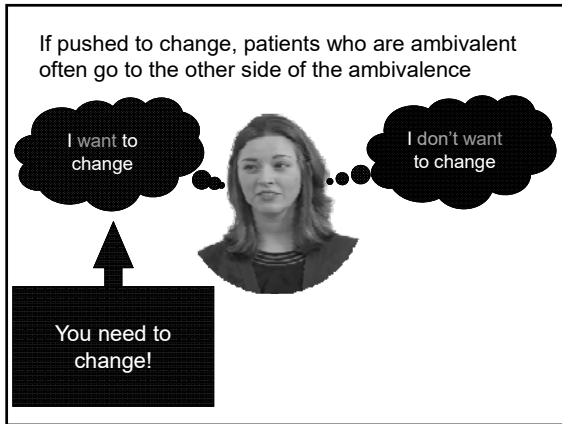 If pushed to change, patients who are ambivalent
often go to the other side of the ambivalence
I want to
change
I don’t want
to change
You need to
change!